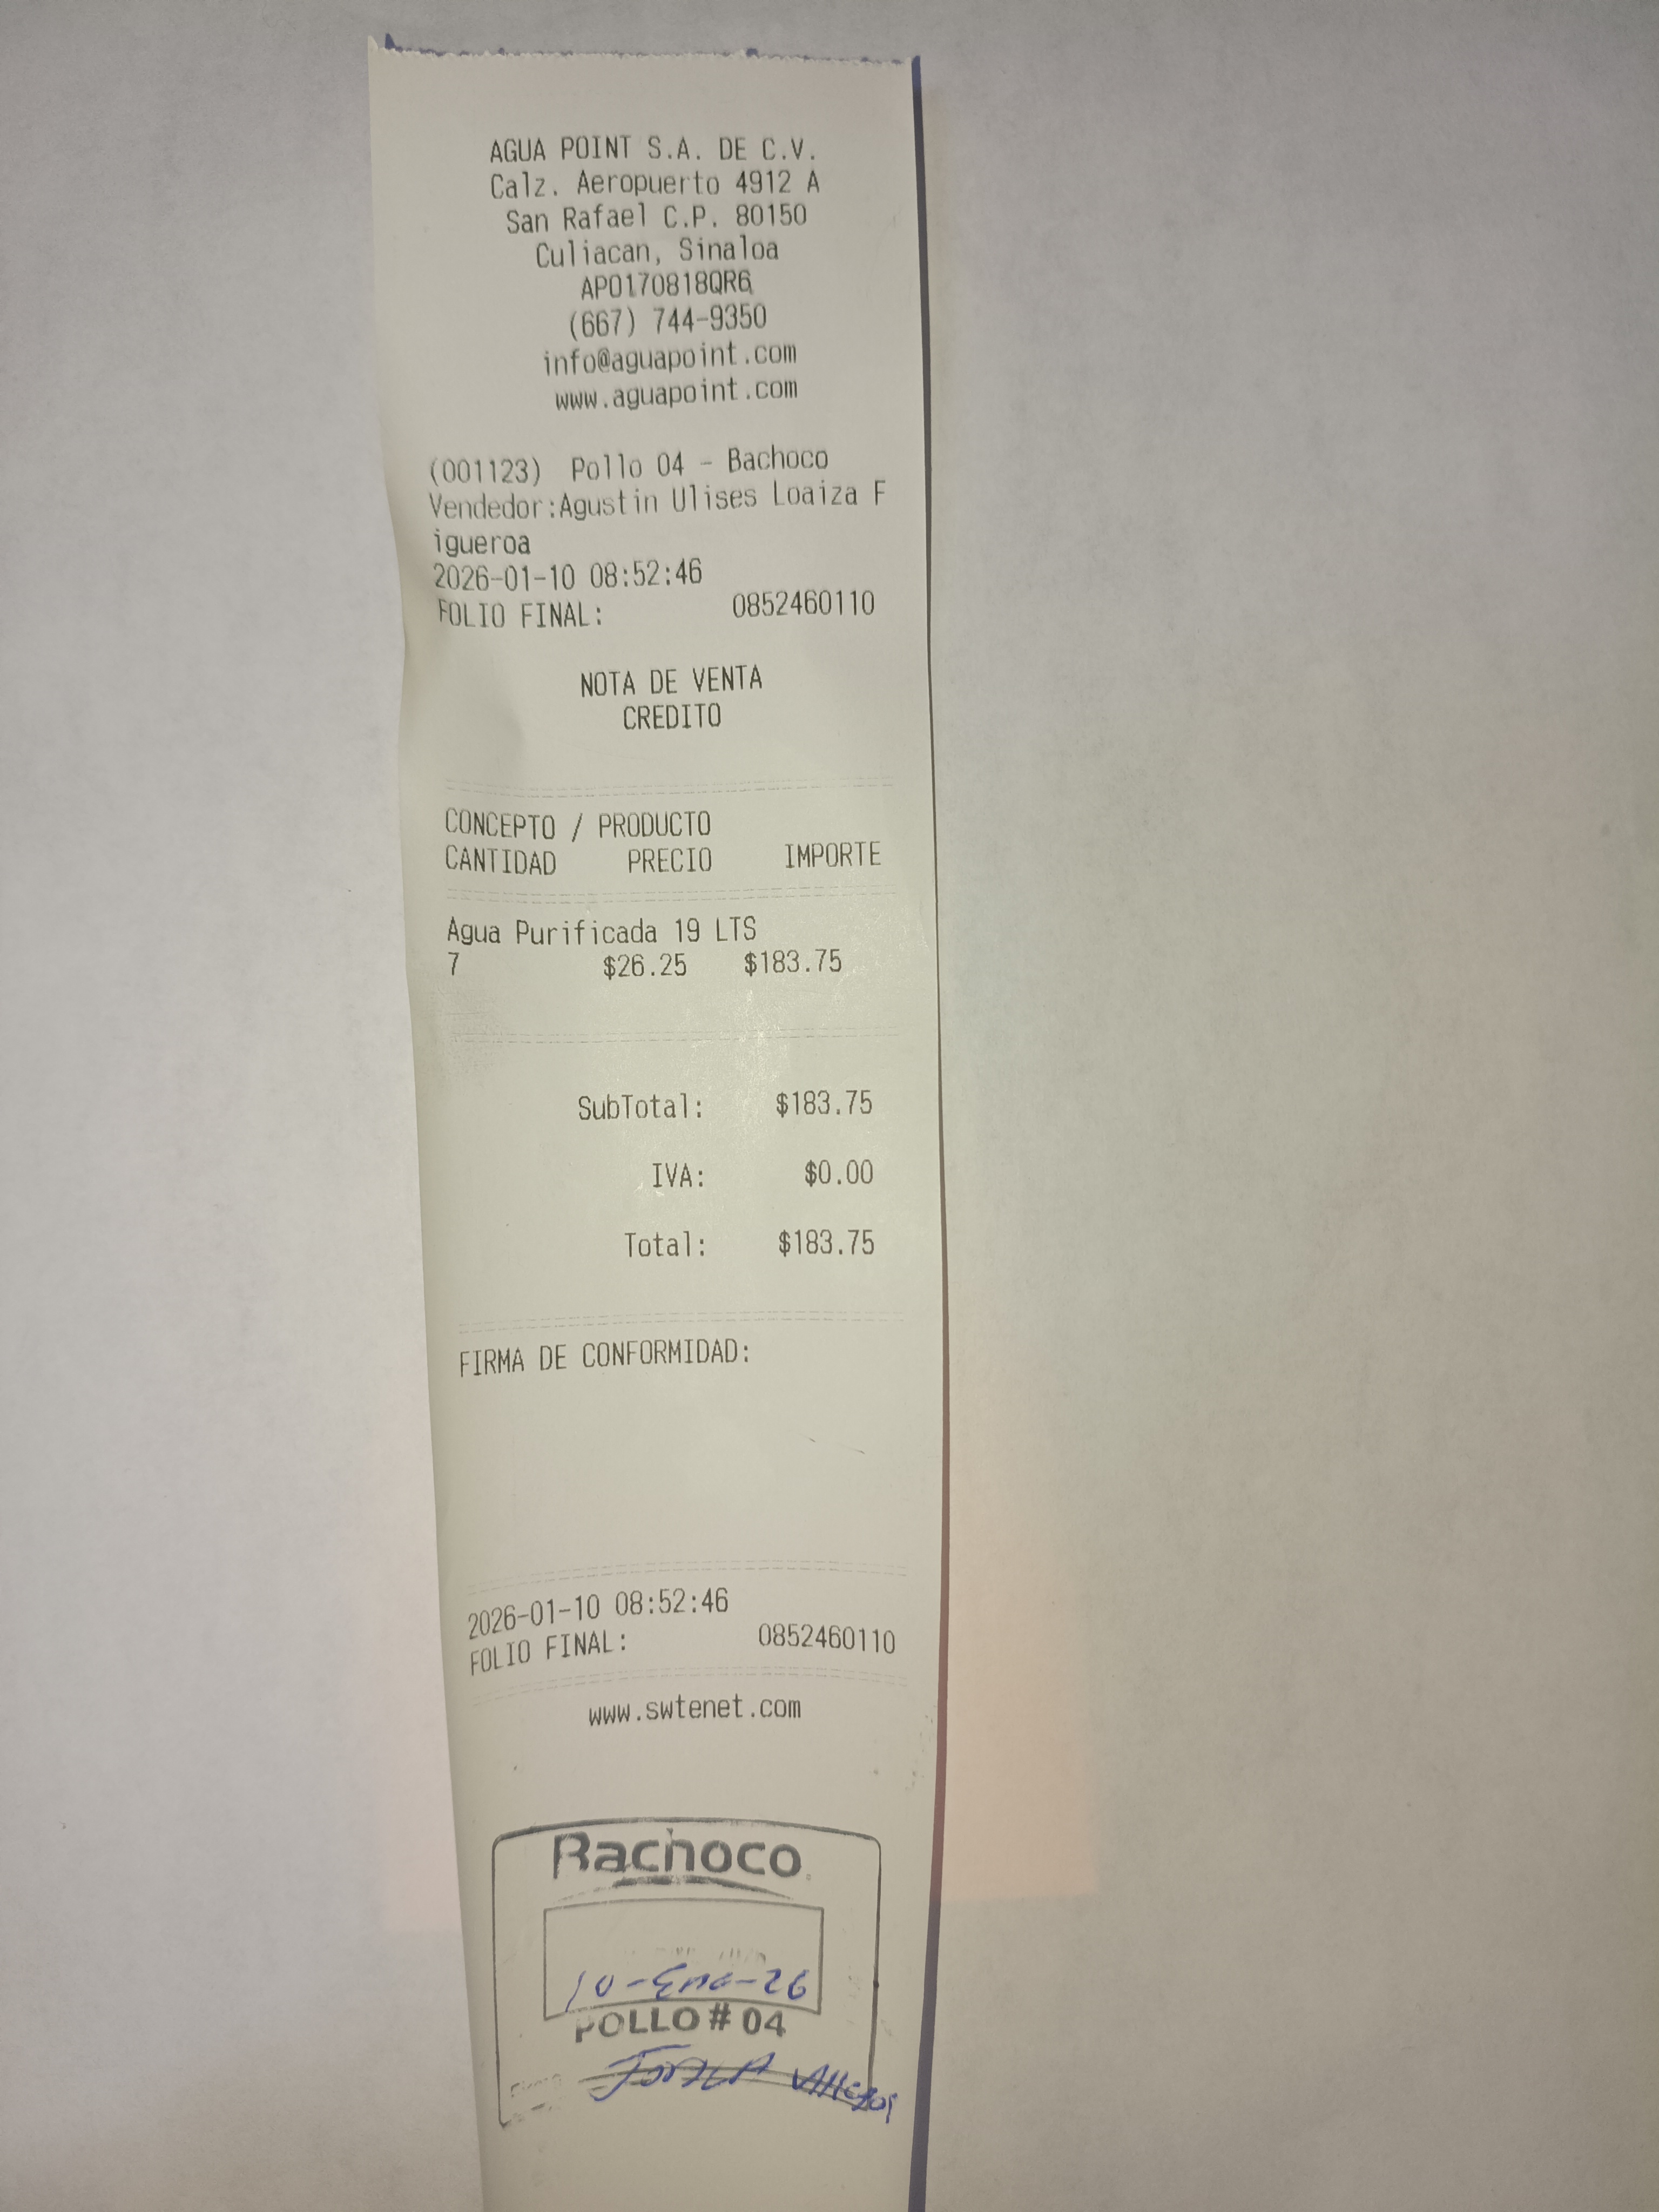 AGUA POINT S.A. DE C.V.
Calz. Aeropuerto 4912 A
San Rafael C.P. 80150
Culiacan, Sinaloa
APO170818QR6
(667) 744-9350
info@aguapoint.com
www.aguapoint.com
(001123) Pollo 04 - Bachoco
Vendedor:Agustin Ulises Loaiza F
igueroa
2026-01-10 08:52:46
FOLIO FINAL: 0852460110
NOTA DE VENTA
CREDITO
CONCEPTO / PRODUCTO
CANTIDAD PRECIO IMPORTE
Agua Purificada 19 LTS
7 $26.25 $183.75
SubTotal: $183.75
IVA: $0.00
Total: $183.75
FIRMA DE CONFORMIDAD:
2026-01-10 08:52:46
FOLIO FINAL: 0852460110
www.swtenet.com
Bachoco
POLLO # 04